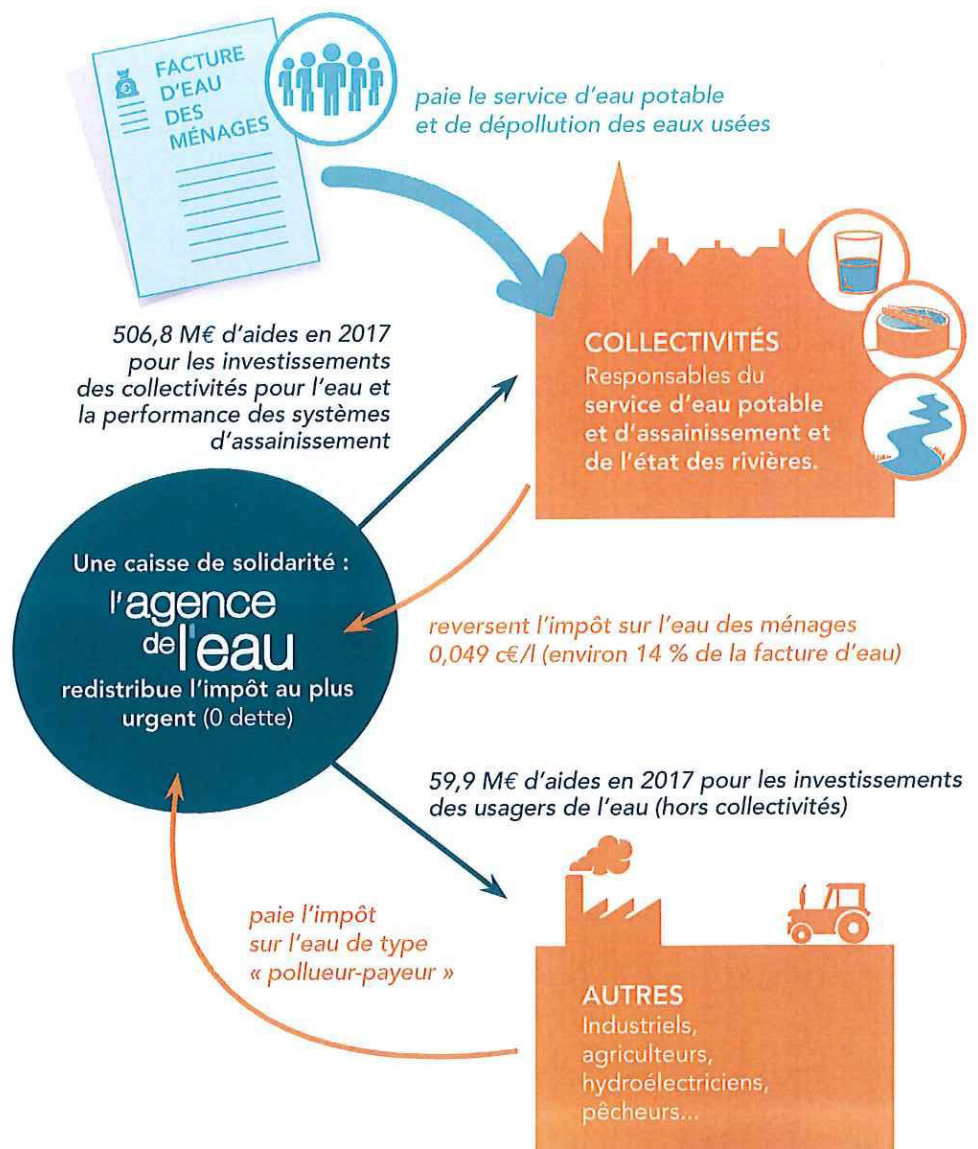 FACTURE
D'EAU
DES
MÉNAGES
paie le service d'eau potable
et de dépollution des eaux usées
506,8 M€ d'aides en 2017
pour les investissements
des collectivités pour l'eau et
la performance des systèmes
d'assainissement
COLLECTIVITÉS
Responsables du
service d'eau potable
et d'assainissement et
de l'état des rivières.
Une caisse de solidarité :
l'agence
de l'eau
redistribue l'impôt au plus
urgent (0 dette)
reversent l'impôt sur l'eau des ménages
0,049 c€/l (environ 14 % de la facture d'eau)
59,9 M€ d'aides en 2017 pour les investissements
des usagers de l'eau (hors collectivités)
paie l'impôt
sur l'eau de type
« pollueur-payeur »
AUTRES
Industriels,
agriculteurs,
hydroélectriciens,
pêcheurs...